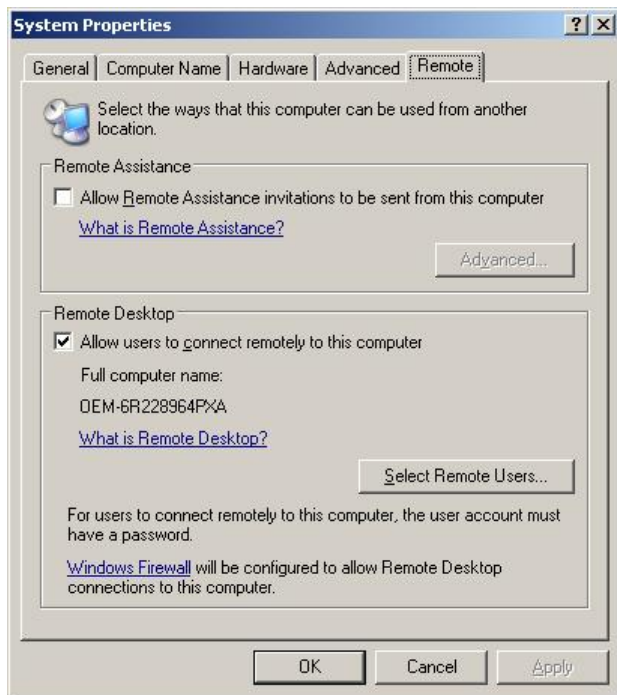 System Properties
General Computer Name Hardware Advanced Remote
Select the ways that this computer can be used from another
location.
Remote Assistance
Allow Remote Assistance invitations to be sent from this computer
What is Remote Assistance?
Advanced...
Remote Desktop
Allow users to connect remotely to this computer
Full computer name:
OEM-6R228964PXA
What is Remote Desktop?
Select Remote Users...
For users to connect remotely to this computer, the user account must
have a password.
Windows Firewall will be configured to allow Remote Desktop
connections to this computer.
OK Cancel Apply